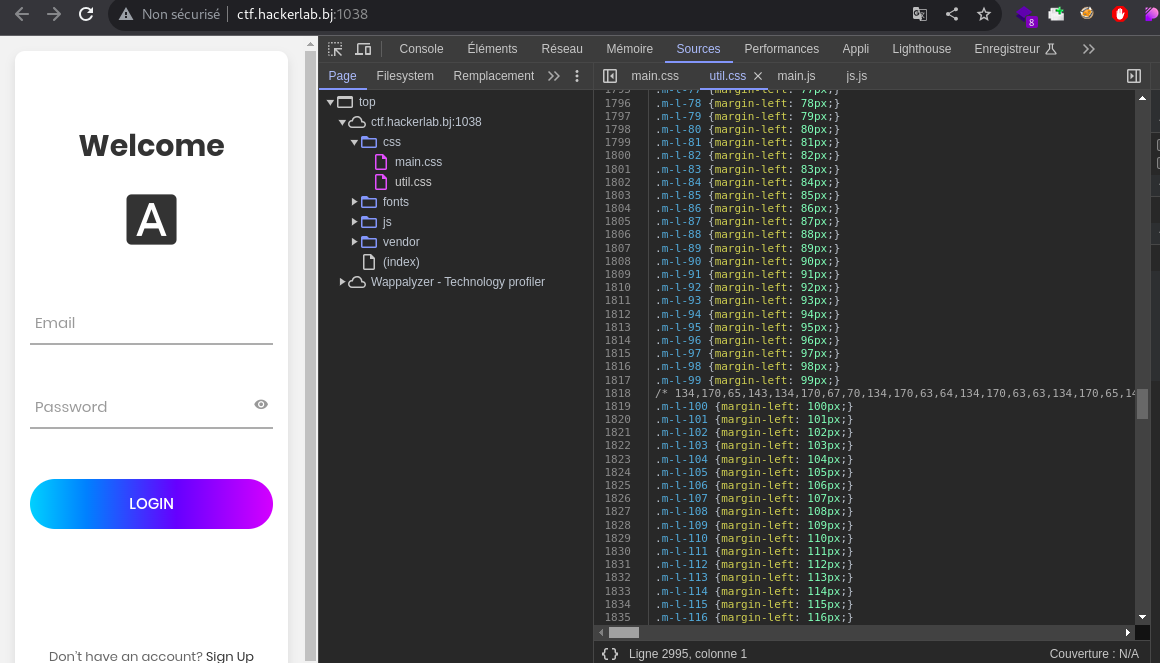 Non sécurisé
ctf.hackerlab.bj:1038
8
Welcome
A
Email
Password
LOGIN
Don't have an account? Sign Up
Console Éléments Réseau Mémoire Sources Performances Appli Lighthouse Enregistreur
Page Filesystem Remplacement
top
ctf.hackerlab.bj:1038
css
main.css
util.css
fonts
js
vendor
(index)
Wappalyzer - Technology profiler
main.css util.css main.js js.js
1795 .m-l-77 {margin-left: 77px;}
1796 .m-l-78 {margin-left: 78px;}
1797 .m-l-79 {margin-left: 79px;}
1798 .m-l-80 {margin-left: 80px;}
1799 .m-l-81 {margin-left: 81px;}
1800 .m-l-82 {margin-left: 82px;}
1801 .m-l-83 {margin-left: 83px;}
1802 .m-l-84 {margin-left: 84px;}
1803 .m-l-85 {margin-left: 85px;}
1804 .m-l-86 {margin-left: 86px;}
1805 .m-l-87 {margin-left: 87px;}
1806 .m-l-88 {margin-left: 88px;}
1807 .m-l-89 {margin-left: 89px;}
1808 .m-l-90 {margin-left: 90px;}
1809 .m-l-91 {margin-left: 91px;}
1810 .m-l-92 {margin-left: 92px;}
1811 .m-l-93 {margin-left: 93px;}
1812 .m-l-94 {margin-left: 94px;}
1813 .m-l-95 {margin-left: 95px;}
1814 .m-l-96 {margin-left: 96px;}
1815 .m-l-97 {margin-left: 97px;}
1816 .m-l-98 {margin-left: 98px;}
1817 .m-l-99 {margin-left: 99px;}
1818 /* 134,170,65,143,134,170,67,70,134,170,63,64,134,170,63,63,134,170,65,14
1819 .m-l-100 {margin-left: 100px;}
1820 .m-l-101 {margin-left: 101px;}
1821 .m-l-102 {margin-left: 102px;}
1822 .m-l-103 {margin-left: 103px;}
1823 .m-l-104 {margin-left: 104px;}
1824 .m-l-105 {margin-left: 105px;}
1825 .m-l-106 {margin-left: 106px;}
1826 .m-l-107 {margin-left: 107px;}
1827 .m-l-108 {margin-left: 108px;}
1828 .m-l-109 {margin-left: 109px;}
1829 .m-l-110 {margin-left: 110px;}
1830 .m-l-111 {margin-left: 111px;}
1831 .m-l-112 {margin-left: 112px;}
1832 .m-l-113 {margin-left: 113px;}
1833 .m-l-114 {margin-left: 114px;}
1834 .m-l-115 {margin-left: 115px;}
1835 .m-l-116 {margin-left: 116px;}
{} Ligne 2995, colonne 1
Couverture : N/A